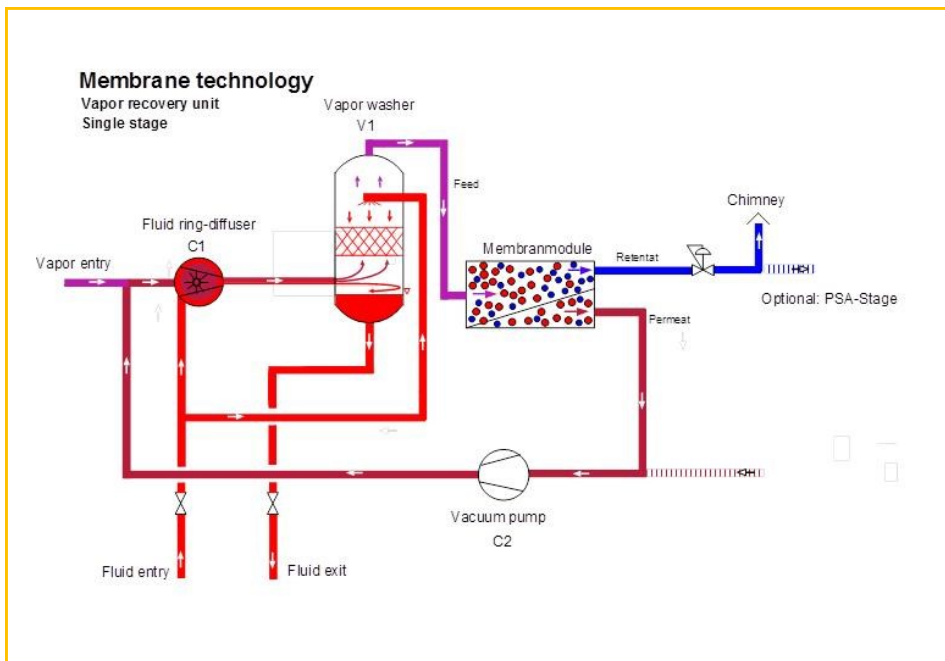 Membrane technology
Vapor recovery unit
Single stage
Vapor washer
V1
Feed
Chimney
Fluid ring-diffuser
C1
Vapor entry
Membranmodule
Retentat
Optional: PSA-Stage
Permeat
Vacuum pump
C2
Fluid entry
Fluid exit